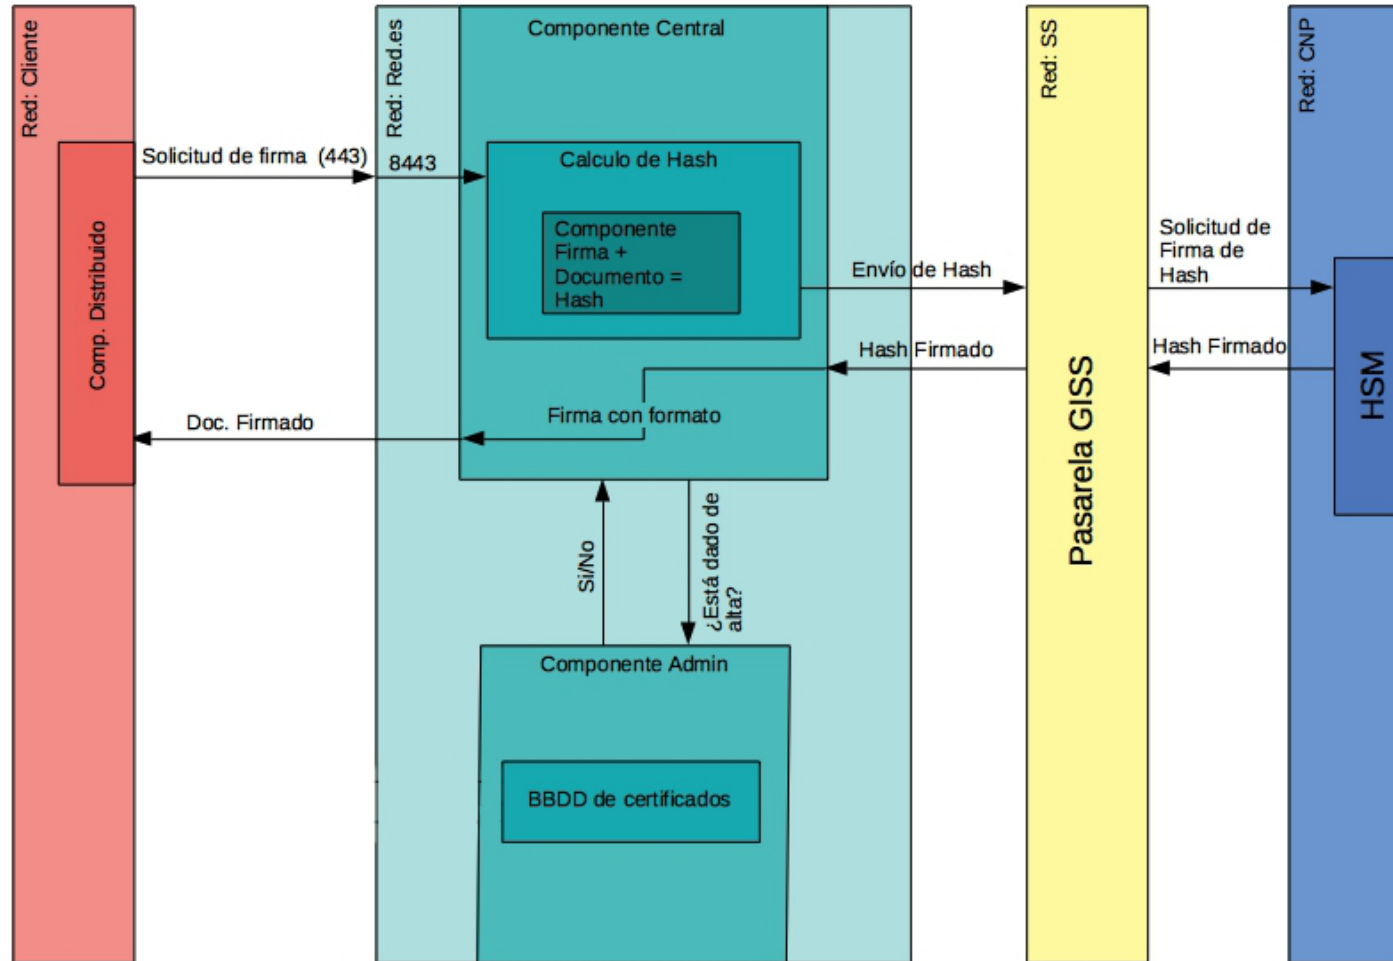 Red: Cliente
Red: Red.es
Componente Central
Red: SS
Red: CNP
Solicitud de firma (443)
8443
Calculo de Hash
Componente
Firma +
Documento =
Hash
Comp. Distribuido
Envío de Hash
Solicitud de
Firma de
Hash
Hash Firmado
Hash Firmado
HSM
Pasarela GISS
Firma con formato
Doc. Firmado
Si/No
¿Está dado de
alta?
Componente Admin
BBDD de certificados